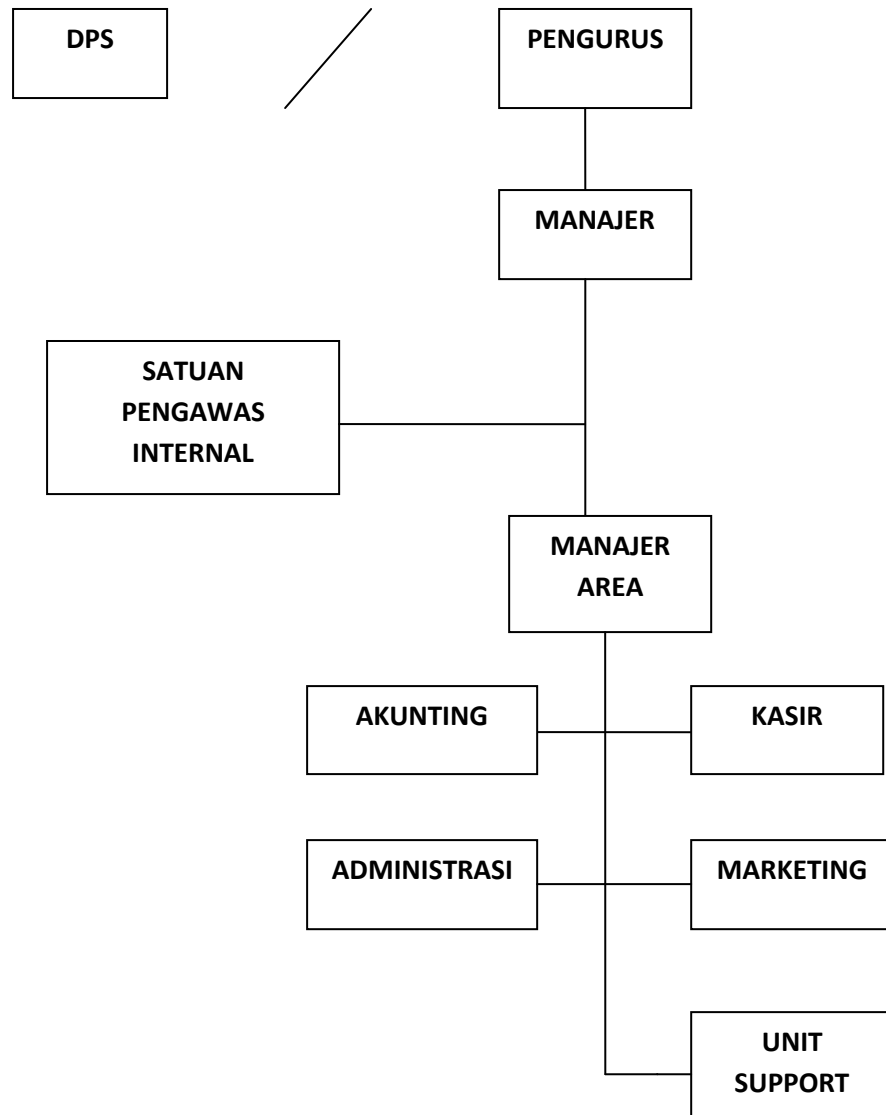 DPS
PENGURUS
MANAJER
SATUAN
PENGAWAS
INTERNAL
MANAJER
AREA
AKUNTING
KASIR
ADMINISTRASI
MARKETING
UNIT
SUPPORT